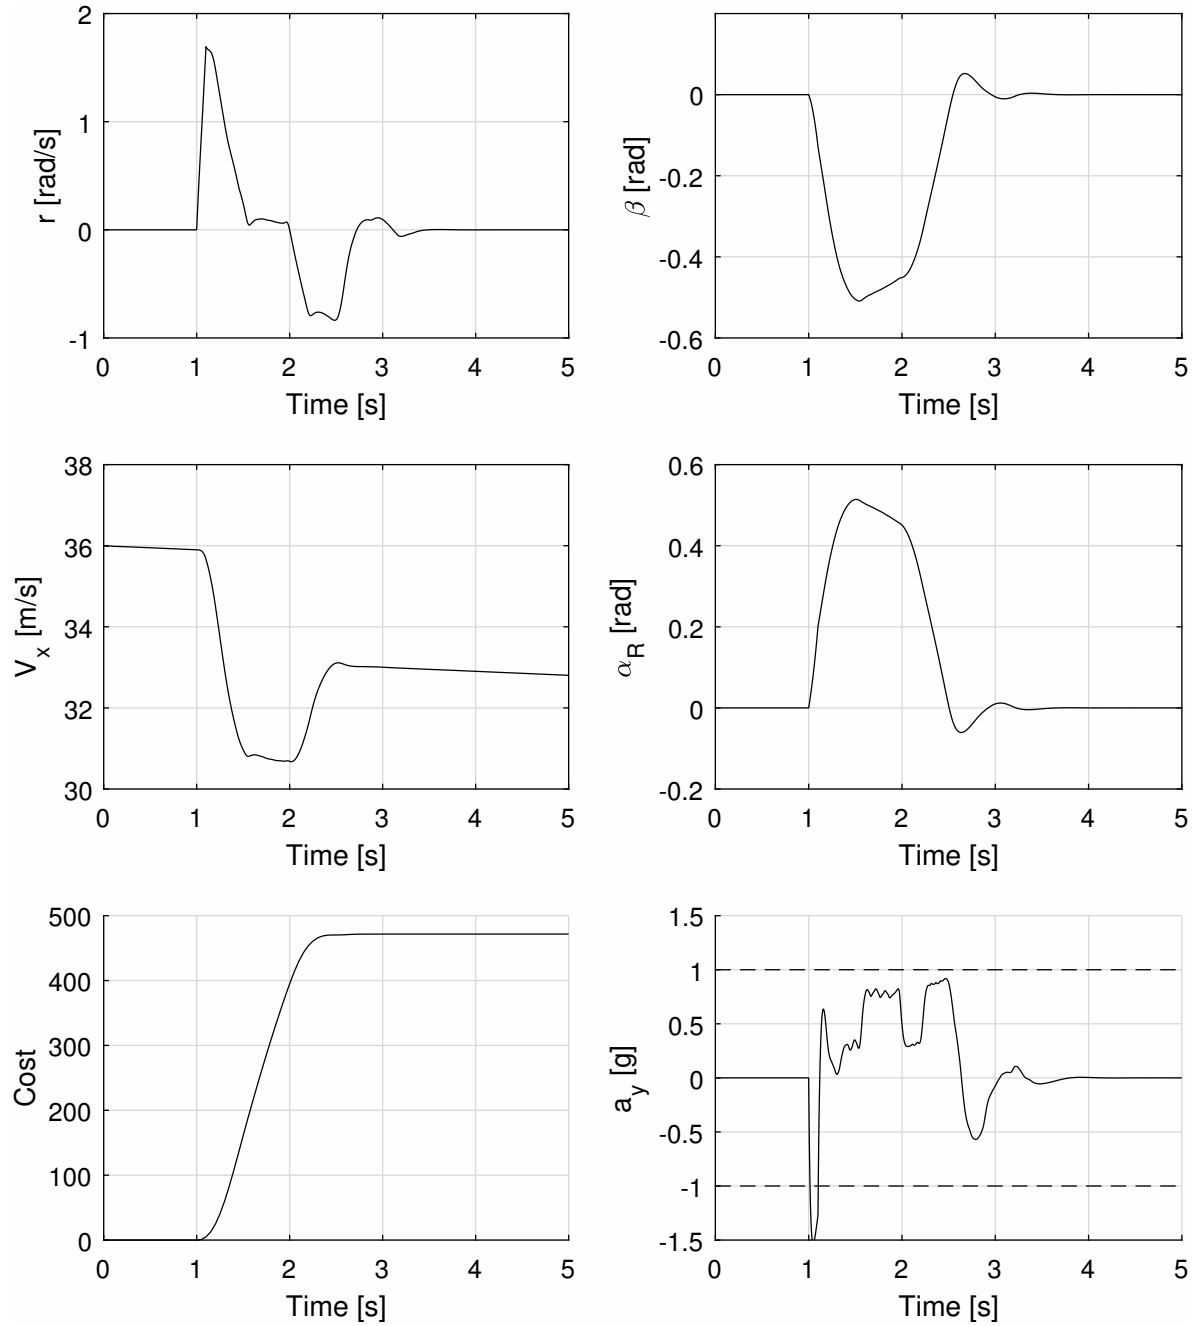 r [rad/s]
2
1
0
-1
0 1 2 3 4 5
Time [s]
β [rad]
0
-0.2
-0.4
-0.6
0 1 2 3 4 5
Time [s]
V_x [m/s]
38
36
34
32
30
0 1 2 3 4 5
Time [s]
α_R [rad]
0.6
0.4
0.2
0
-0.2
0 1 2 3 4 5
Time [s]
Cost
500
400
300
200
100
0
0 1 2 3 4 5
Time [s]
a_y [g]
1.5
1
0.5
0
-0.5
-1
-1.5
0 1 2 3 4 5
Time [s]